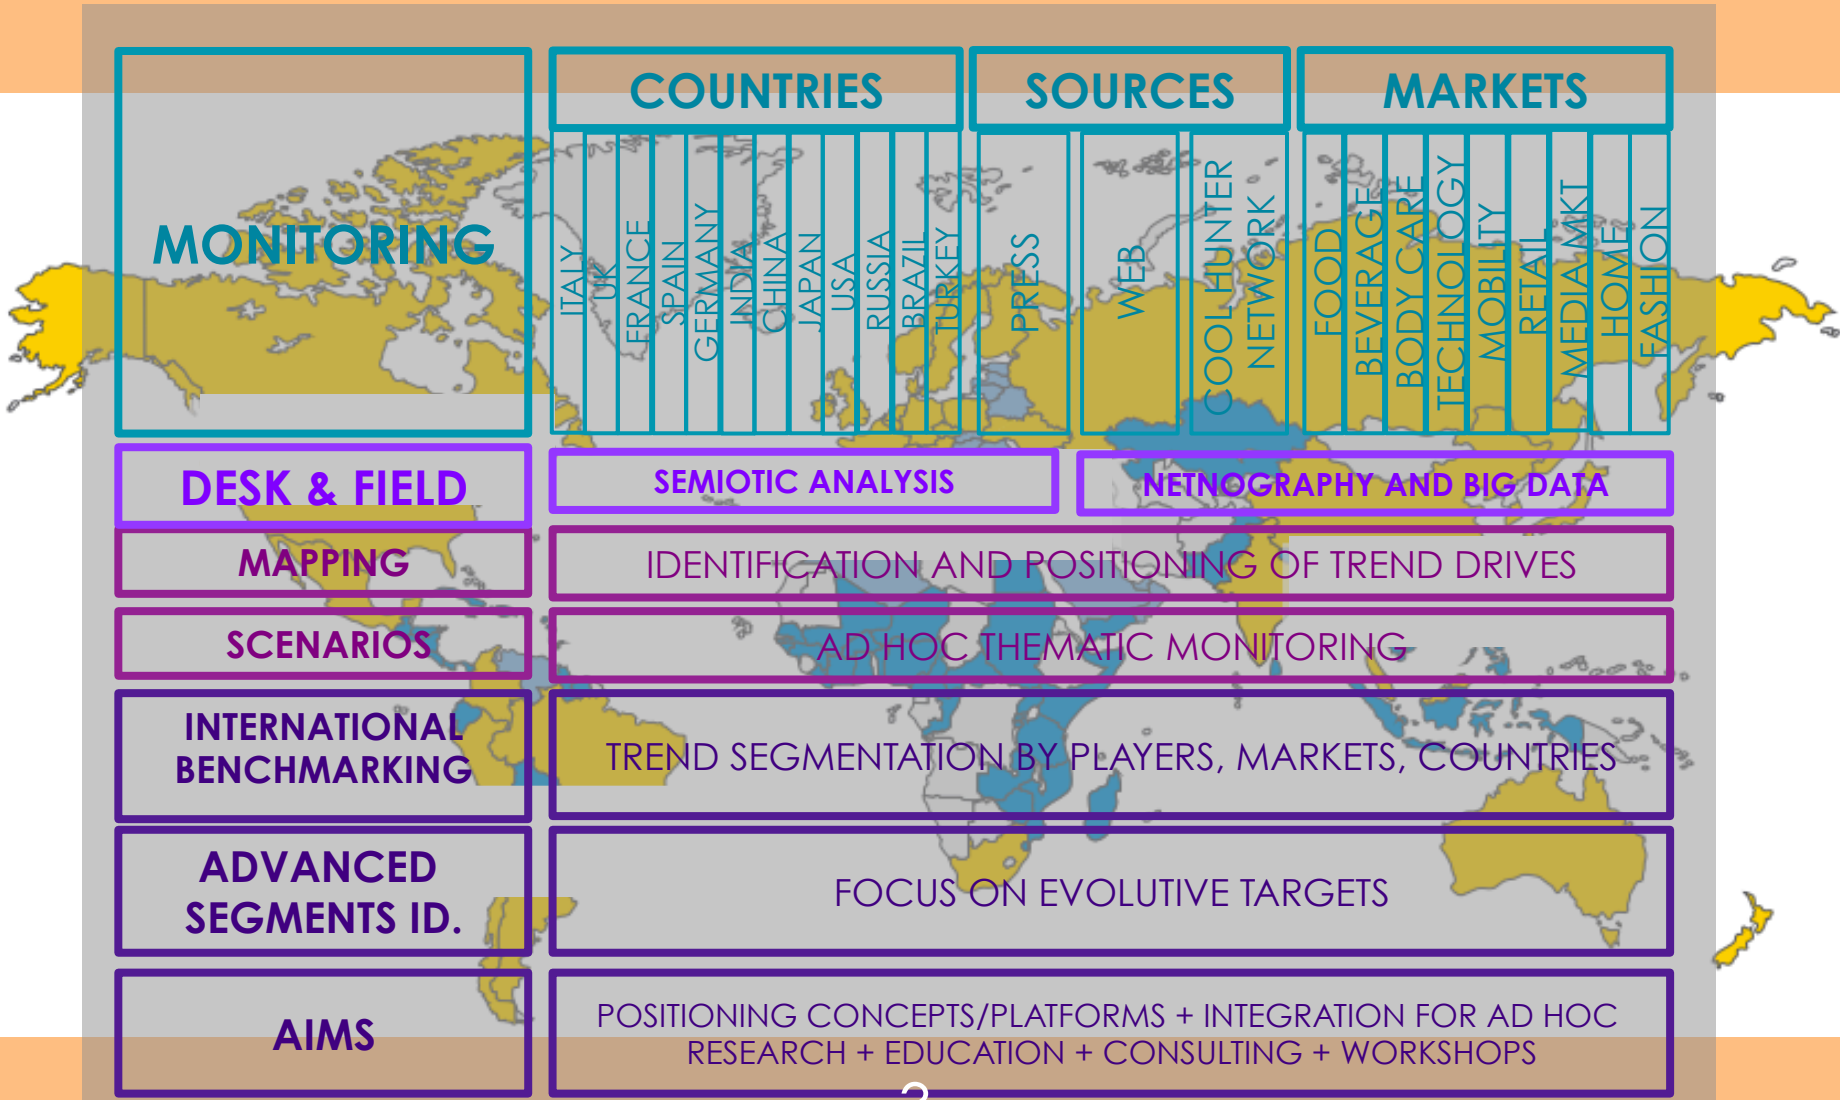 MONITORING
COUNTRIES
SOURCES
MARKETS
ITALY
UK
FRANCE
SPAIN
GERMANY
INDIA
CHINA
JAPAN
USA
RUSSIA
BRAZIL
TURKEY
PRESS
WEB
COOL HUNTER
NETWORK
FOOD
BEVERAGE
BODY CARE
TECHNOLOGY
MOBILITY
RETAIL
MEDIA MKT
HOME
FASHION
DESK & FIELD
SEMIOTIC ANALYSIS
NETNOGRAPHY AND BIG DATA
MAPPING
IDENTIFICATION AND POSITIONING OF TREND DRIVES
SCENARIOS
AD HOC THEMATIC MONITORING
INTERNATIONAL
BENCHMARKING
TREND SEGMENTATION BY PLAYERS, MARKETS, COUNTRIES
ADVANCED
SEGMENTS ID.
FOCUS ON EVOLUTIVE TARGETS
AIMS
POSITIONING CONCEPTS/PLATFORMS + INTEGRATION FOR AD HOC
RESEARCH + EDUCATION + CONSULTING + WORKSHOPS